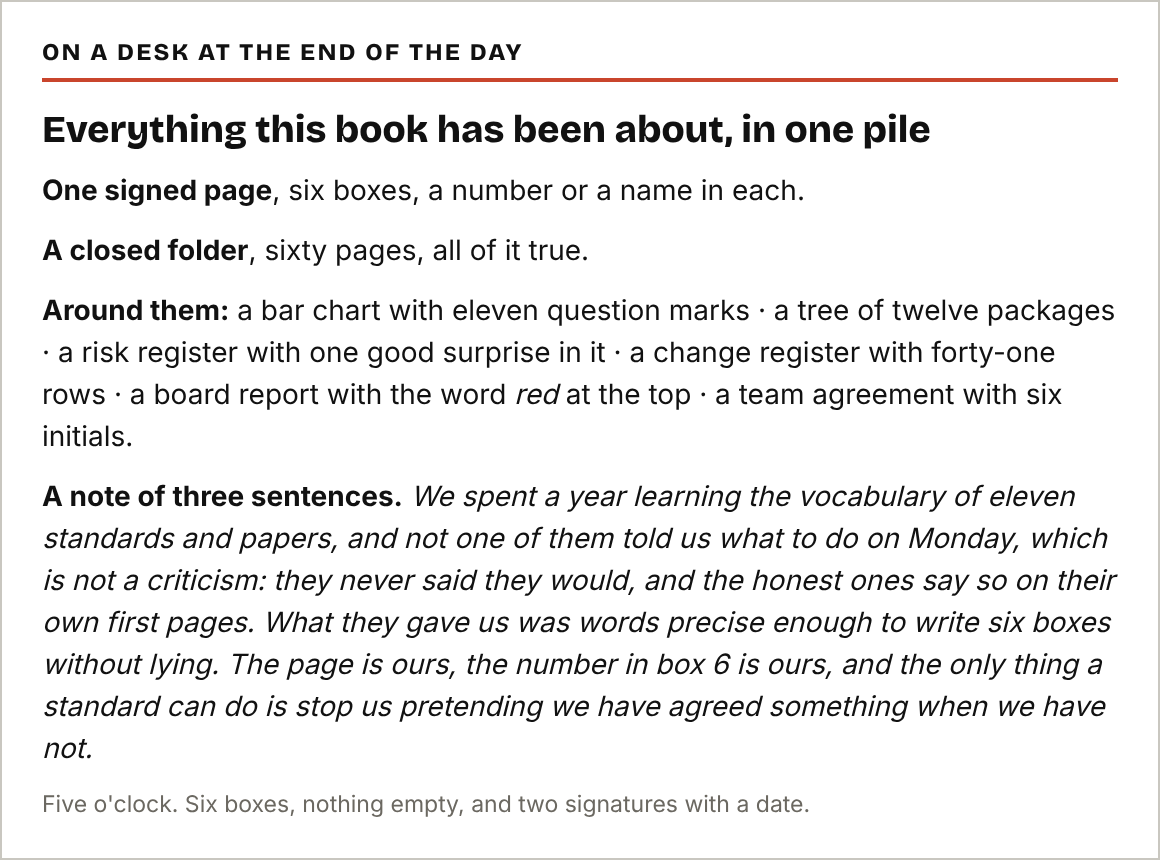 ON A DESK AT THE END OF THE DAY
Everything this book has been about, in one pile
One signed page, six boxes, a number or a name in each.
A closed folder, sixty pages, all of it true.
Around them: a bar chart with eleven question marks · a tree of twelve packages
· a risk register with one good surprise in it · a change register with forty-one
rows · a board report with the word red at the top · a team agreement with six
initials.
A note of three sentences. We spent a year learning the vocabulary of eleven
standards and papers, and not one of them told us what to do on Monday, which
is not a criticism: they never said they would, and the honest ones say so on their
own first pages. What they gave us was words precise enough to write six boxes
without lying. The page is ours, the number in box 6 is ours, and the only thing a
standard can do is stop us pretending we have agreed something when we have
not.
Five o'clock. Six boxes, nothing empty, and two signatures with a date.